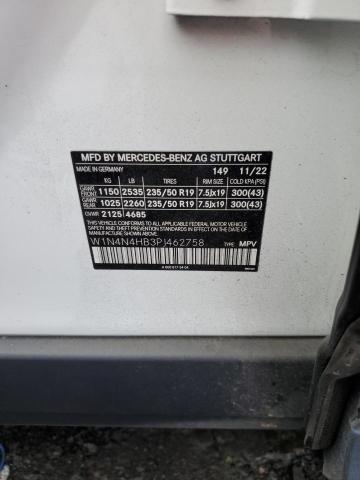 MFD BY MERCEDES-BENZ AG STUTTGART
MADE IN GERMANY 149 11/22
KG LB TIRE SIZE RIM SIZE COLD KPA (PSI)
GAWR FRONT 1150 2535 235/50 R19 7.5Jx19 300(43)
GAWR REAR 1025 2260 235/50 R19 7.5Jx19 300(43)
GVWR 2125 4685
THIS VEHICLE CONFORMS TO ALL APPLICABLE
FEDERAL MOTOR VEHICLE SAFETY, BUMPER AND
THEFT PREVENTION STANDARDS IN EFFECT ON THE
DATE OF MANUFACTURE SHOWN ABOVE.
W1N4N4HB3PJ462758 TYPE: MPV